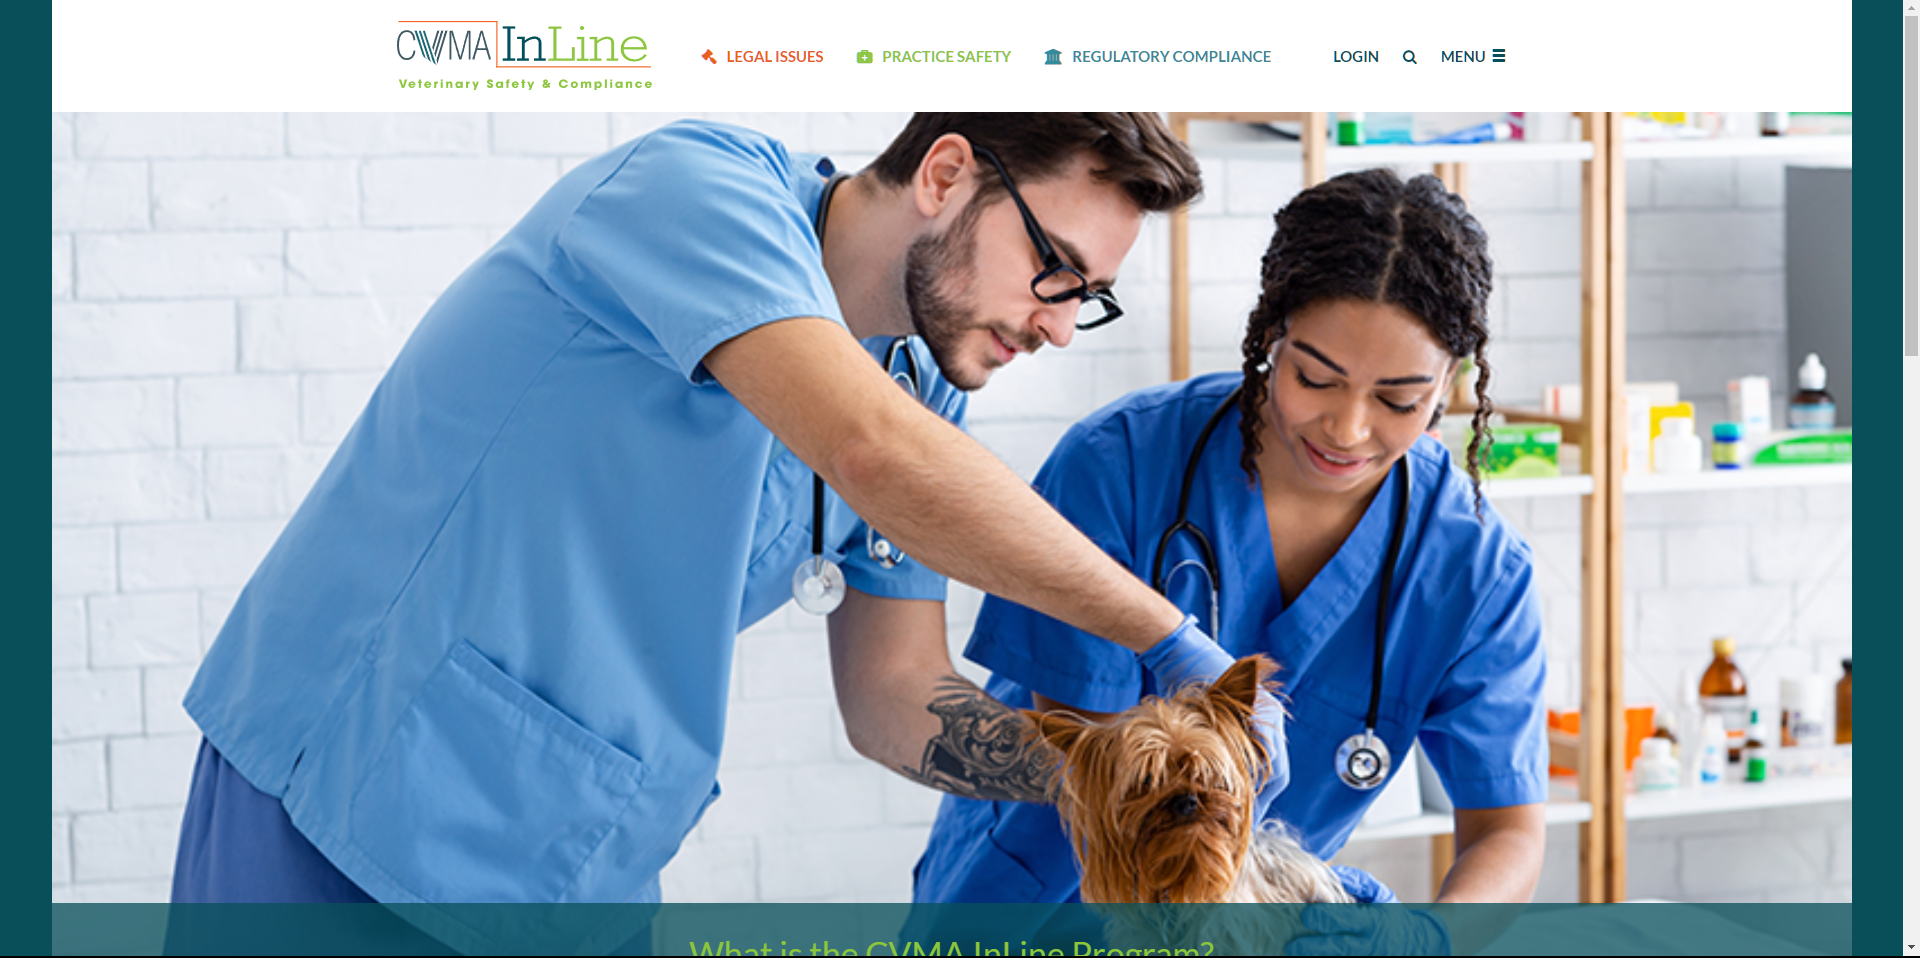 CVMA InLine
Veterinary Safety & Compliance
LEGAL ISSUES
PRACTICE SAFETY
REGULATORY COMPLIANCE
LOGIN
MENU
What is the CVMA InLine Program?